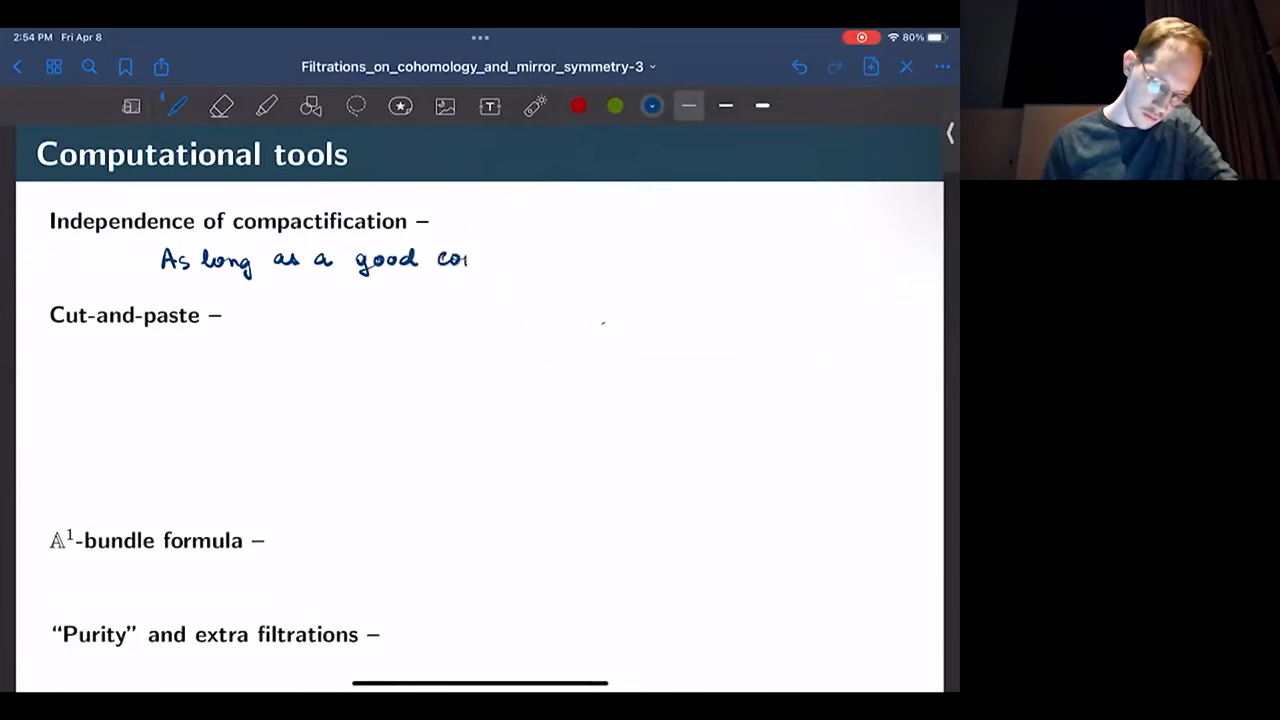 2:54 PM Fri Apr 8
80%
Filtrations_on_cohomology_and_mirror_symmetry-3
Computational tools
Independence of compactification –
As long as a good co
Cut-and-paste –
𝔸¹-bundle formula –
“Purity” and extra filtrations –